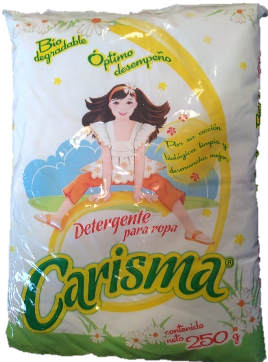 Bio
degradable
Óptimo
desempeño
Por su acción
biológica limpia y
desmancha mejor
Detergente
para ropa
Carisma®
contenido
neto 250 g